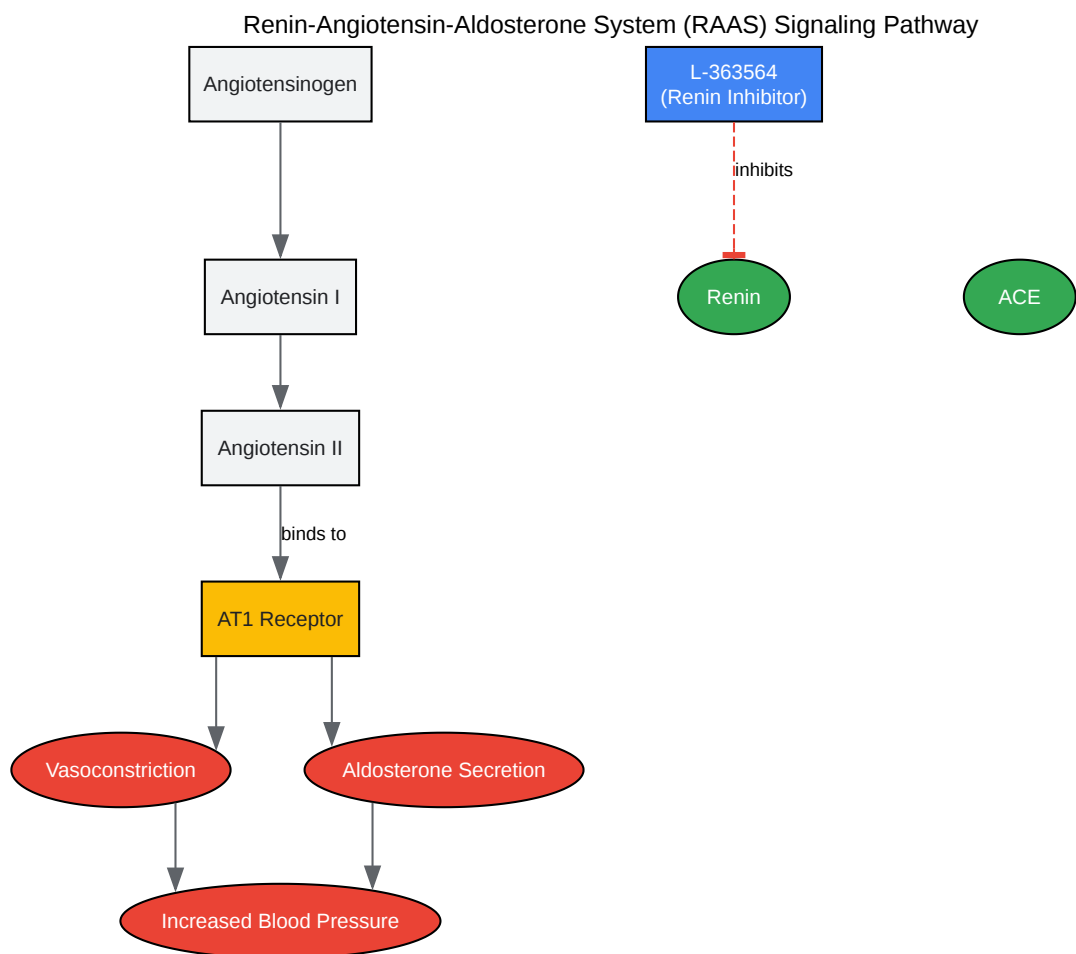 Renin-Angiotensin-Aldosterone System (RAAS) Signaling Pathway
Angiotensinogen
L-363564
(Renin Inhibitor)
inhibits
Angiotensin I
Renin
ACE
Angiotensin II
binds to
AT1 Receptor
Vasoconstriction
Aldosterone Secretion
Increased Blood Pressure